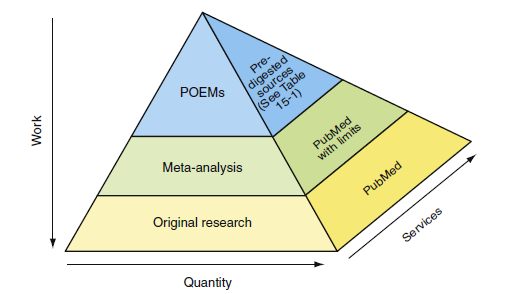 Work
POEMs
Meta-analysis
Original research
Pre-
digested
sources
(See Table
15-1)
PubMed
with limits
PubMed
Quantity
Services